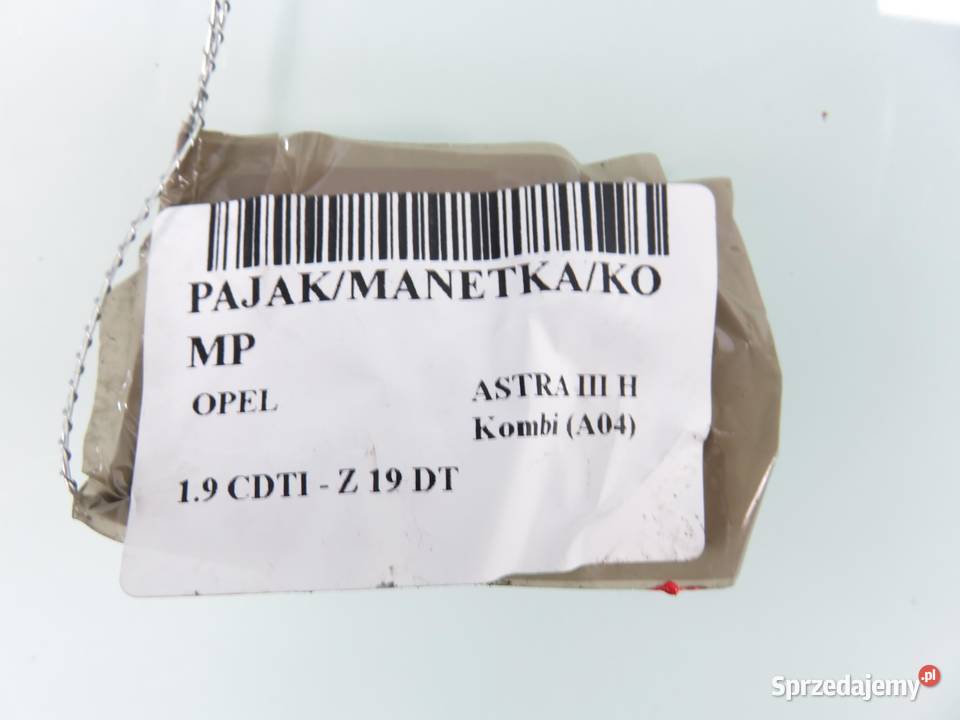 PAJAK/MANETKA/KO
MP
OPEL
ASTRA III H
Kombi (A04)
1.9 CDTI - Z 19 DT
Sprzedajemy.pl